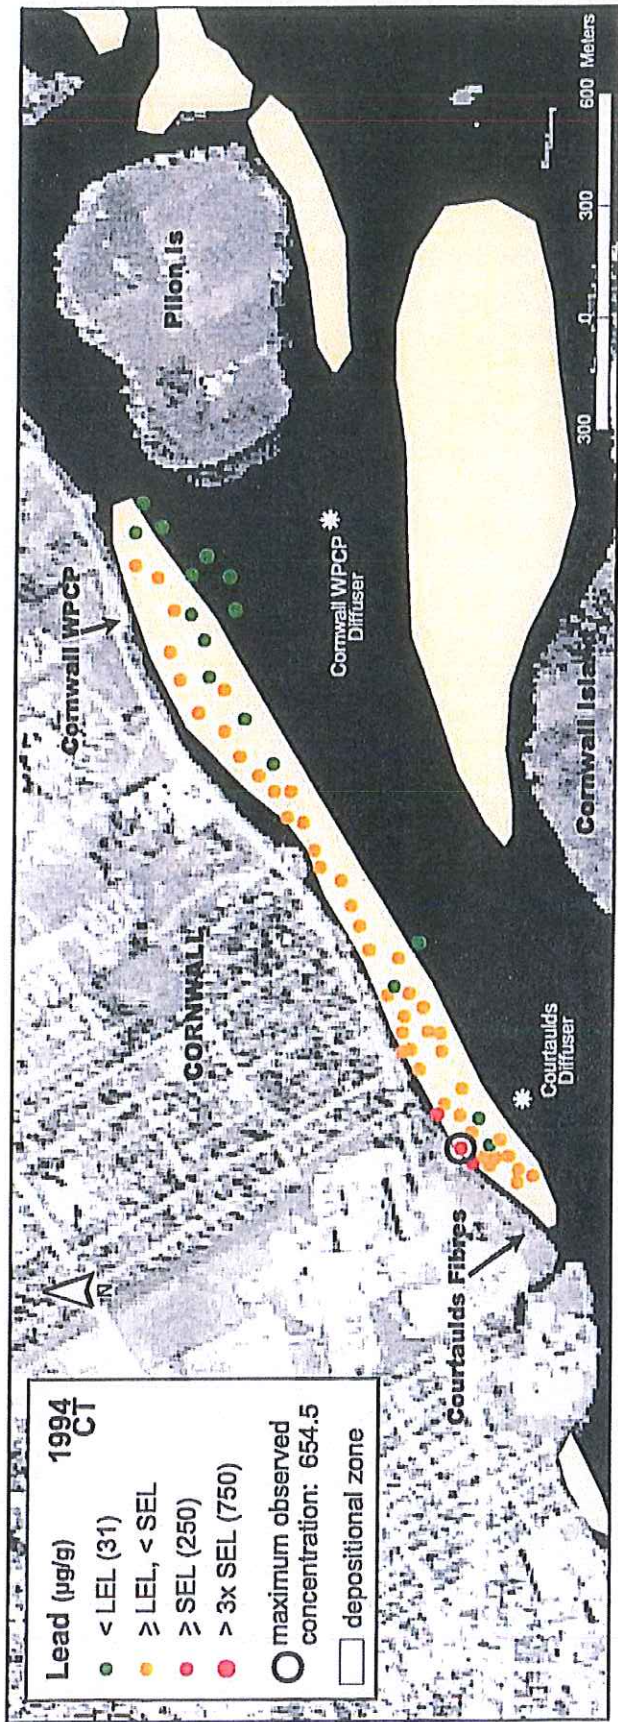 Lead (µg/g) 1994
CT
< LEL (31)
⩾ LEL, < SEL
⩾ SEL (250)
> 3x SEL (750)
maximum observed
concentration: 654.5
depositional zone
N
CORNWALL
Cornwall WPCP
Pilon Is
Courtaulds Fibres
Courtaulds
Diffuser
Cornwall WPCP
Diffuser
Cornwall Island
300 0 300 600 Meters